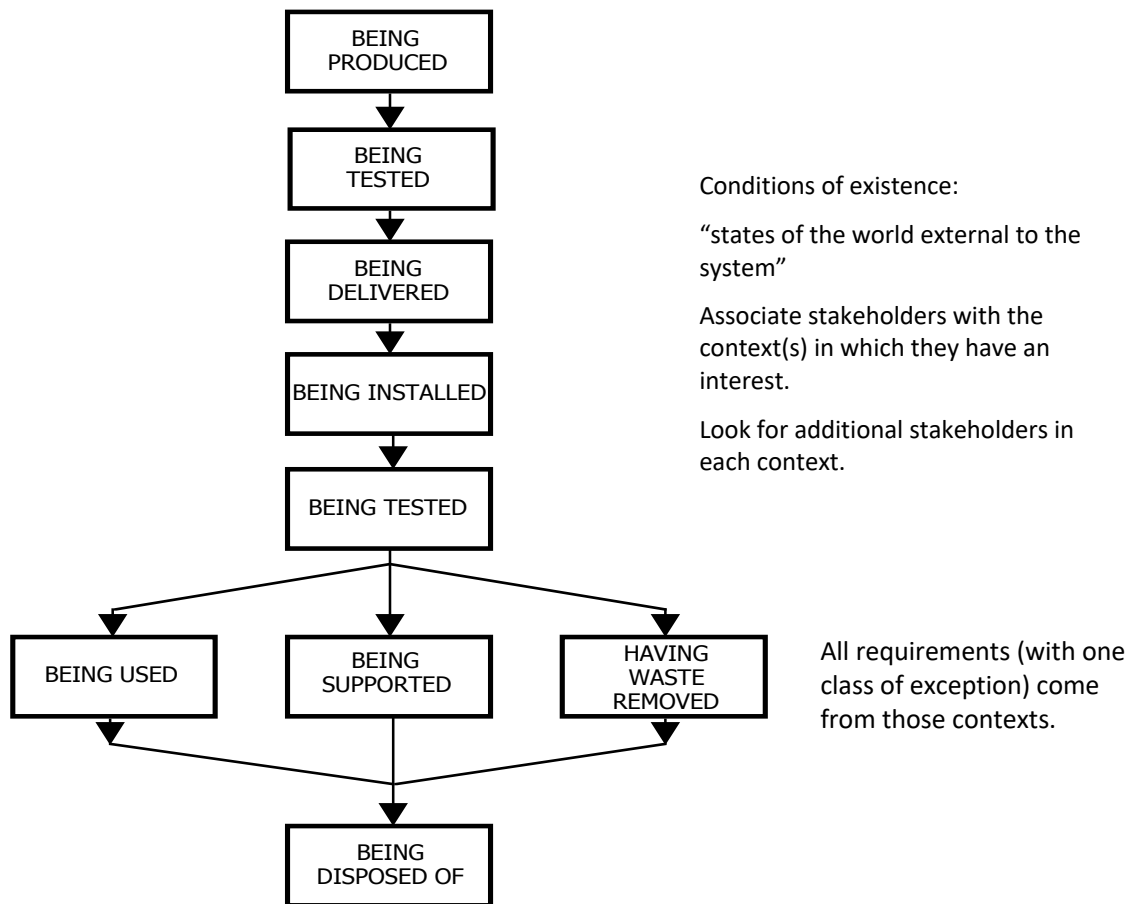 BEING
PRODUCED
BEING
TESTED
BEING
DELIVERED
BEING INSTALLED
BEING TESTED
Conditions of existence:
“states of the world external to the
system”
Associate stakeholders with the
context(s) in which they have an
interest.
Look for additional stakeholders in
each context.
BEING USED
BEING
SUPPORTED
HAVING
WASTE
REMOVED
All requirements (with one
class of exception) come
from those contexts.
BEING
DISPOSED OF